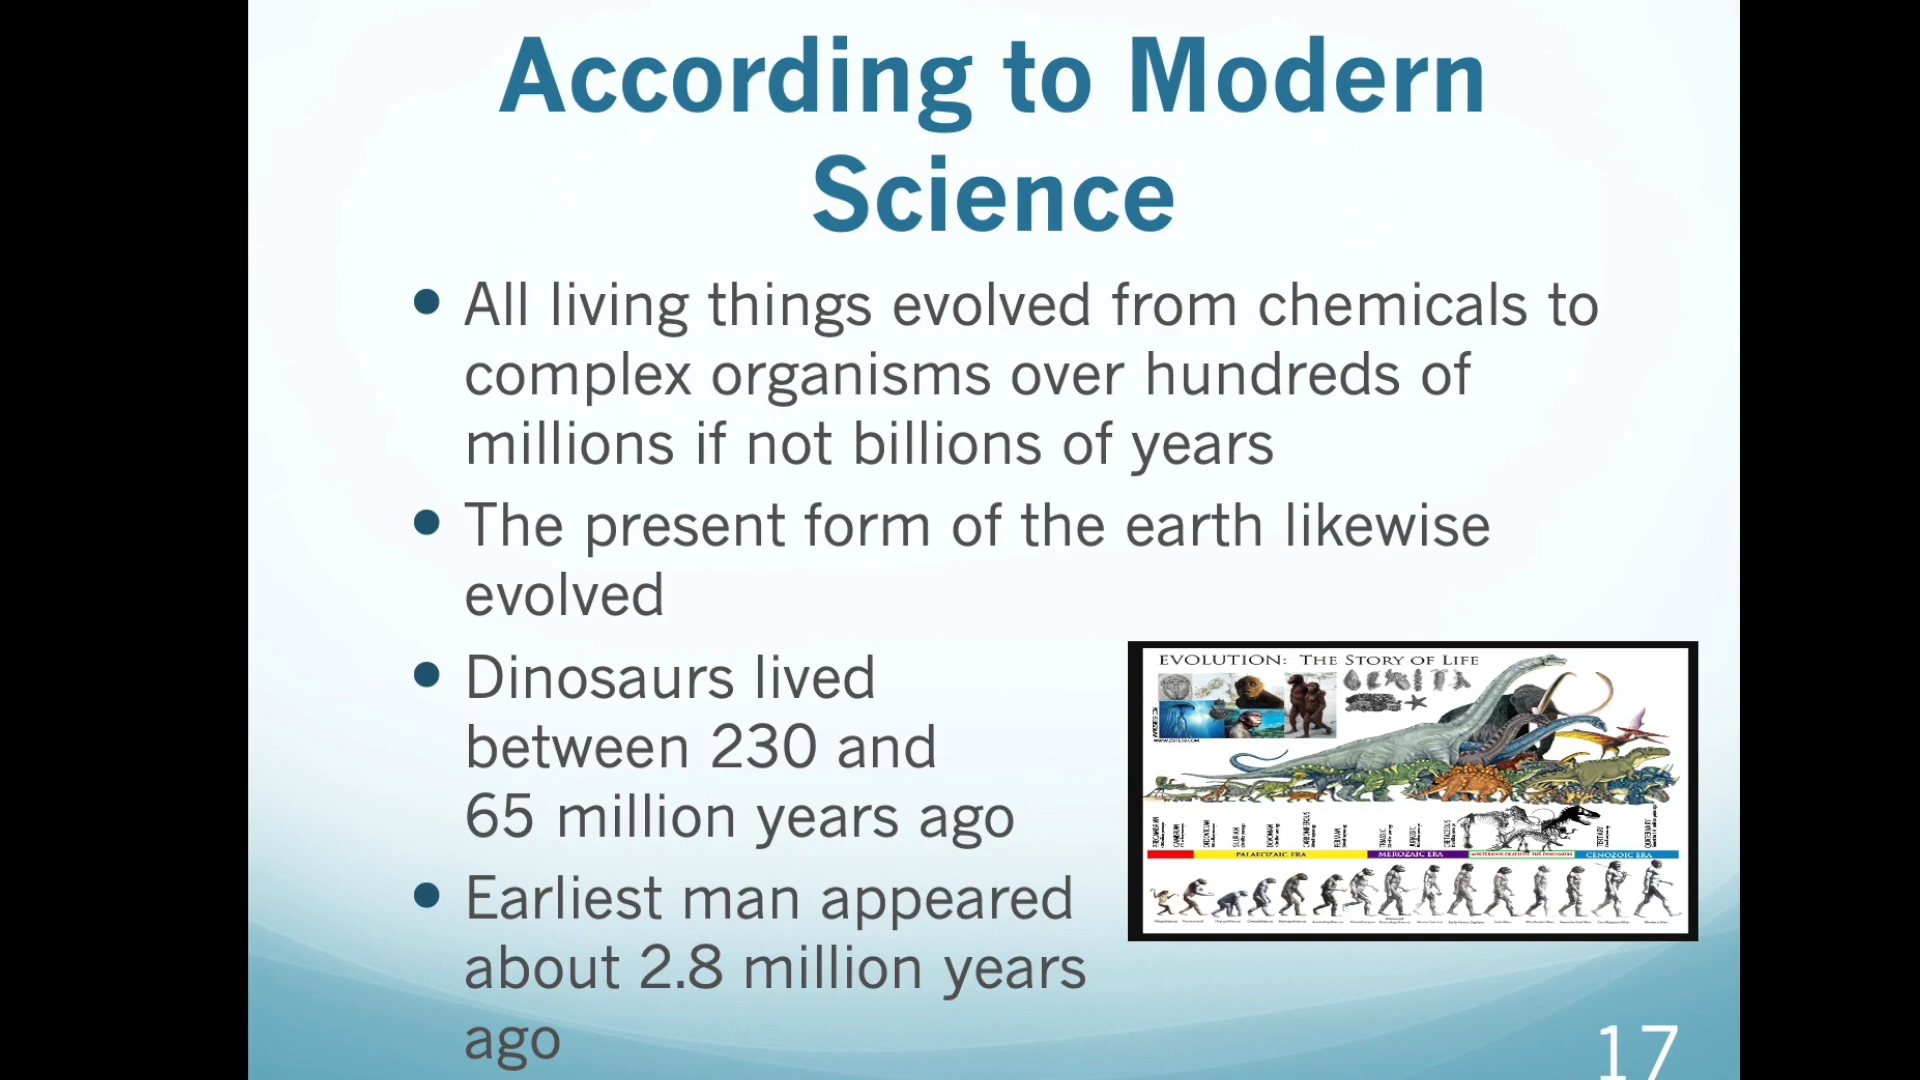 According to Modern
Science
All living things evolved from chemicals to
complex organisms over hundreds of
millions if not billions of years
The present form of the earth likewise
evolved
Dinosaurs lived
between 230 and
65 million years ago
Earliest man appeared
about 2.8 million years
ago
EVOLUTION: THE STORY OF LIFE
PALAEOZAIC ERA
MEROZAIC ERA
CENOZOIC ERA
17